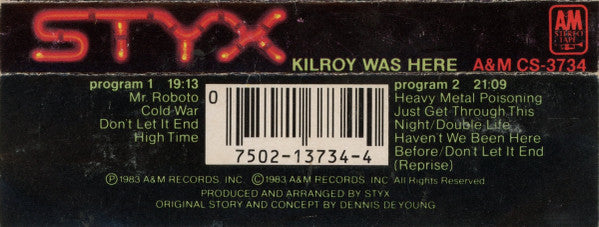 STYX
KILROY WAS HERE
A&M CS-3734
AM
STEREO
TAPE
program 1 19:13
Mr. Roboto
Cold War
Don't Let It End
High Time
0
7502-13734-4
program 2 21:09
Heavy Metal Poisoning
Just Get Through This
Night/Double Life
Haven't We Been Here
Before/Don't Let It End
(Reprise)
Ⓟ1983 A&M RECORDS, INC. ©1983 A&M RECORDS, INC. All Rights Reserved.
PRODUCED AND ARRANGED BY STYX
ORIGINAL STORY AND CONCEPT BY DENNIS DEYOUNG